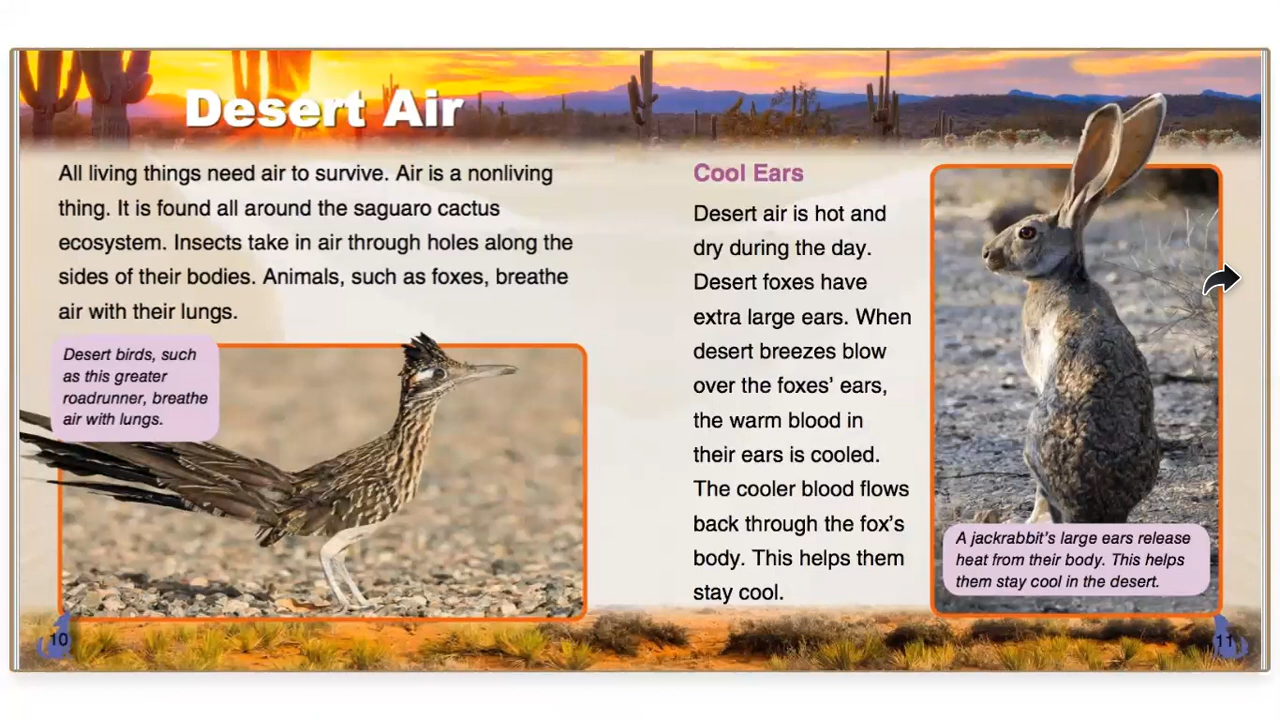 Desert Air
All living things need air to survive. Air is a nonliving
thing. It is found all around the saguaro cactus
ecosystem. Insects take in air through holes along the
sides of their bodies. Animals, such as foxes, breathe
air with their lungs.
Desert birds, such
as this greater
roadrunner, breathe
air with lungs.
10
Cool Ears
Desert air is hot and
dry during the day.
Desert foxes have
extra large ears. When
desert breezes blow
over the foxes’ ears,
the warm blood in
their ears is cooled.
The cooler blood flows
back through the fox’s
body. This helps them
stay cool.
A jackrabbit’s large ears release
heat from their body. This helps
them stay cool in the desert.
11